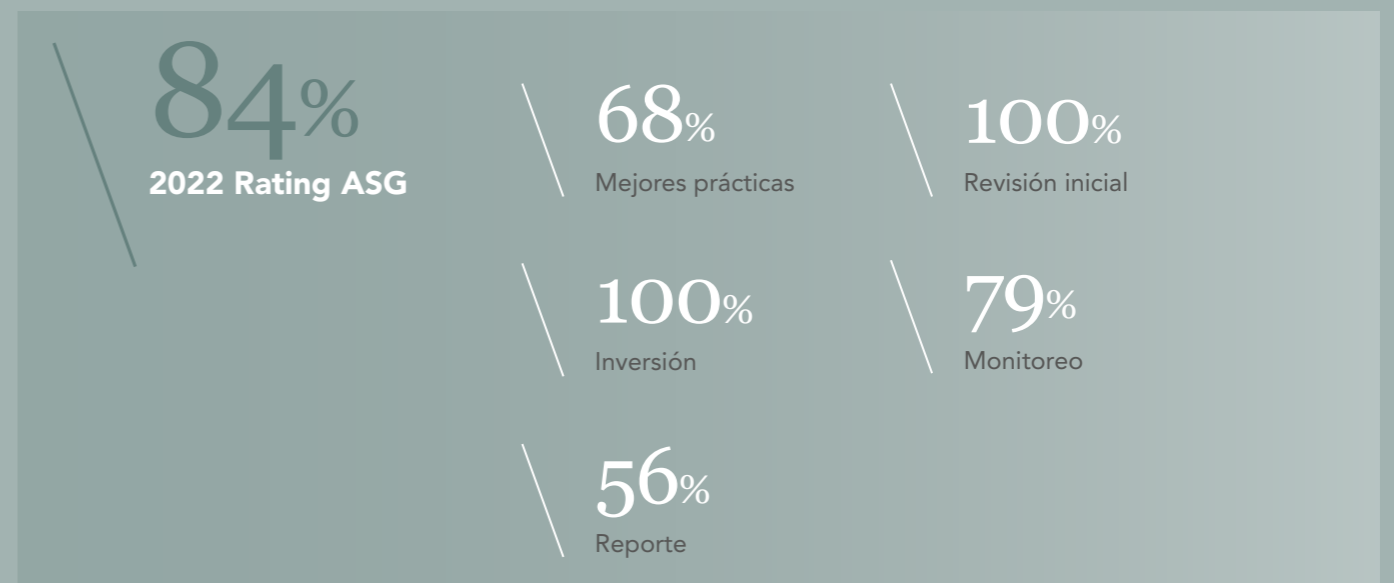 84%
2022 Rating ASG
68%
Mejores prácticas
100%
Revisión inicial
100%
Inversión
79%
Monitoreo
56%
Reporte